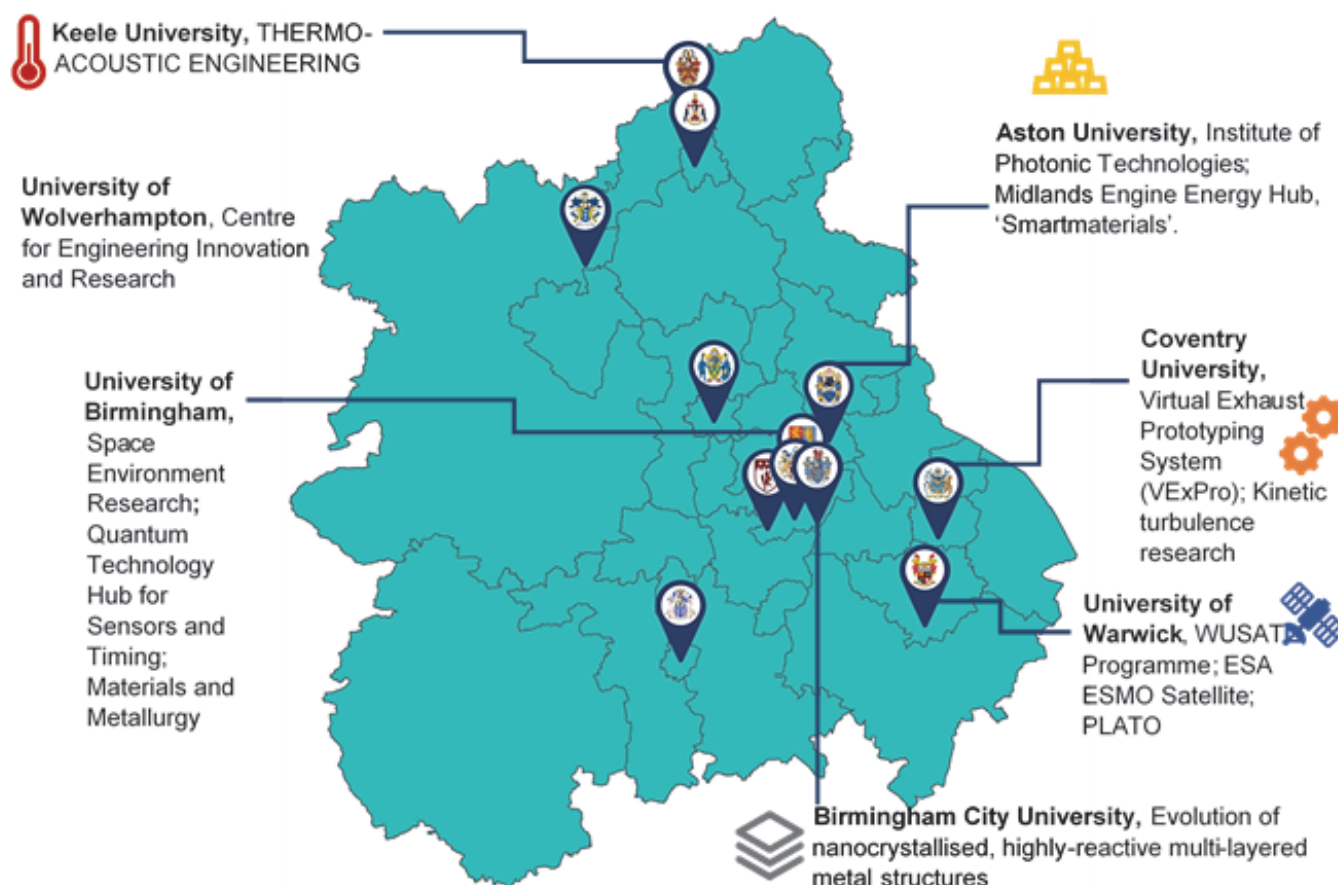 Keele University, THERMO-
ACOUSTIC ENGINEERING
Aston University, Institute of
Photonic Technologies;
Midlands Engine Energy Hub,
‘Smartmaterials’.
University of
Wolverhampton, Centre
for Engineering Innovation
and Research
Coventry
University,
Virtual Exhaust
Prototyping
System
(VExPro); Kinetic
turbulence
research
University of
Birmingham,
Space
Environment
Research;
Quantum
Technology
Hub for
Sensors and
Timing;
Materials and
Metallurgy
University of
Warwick, WUSAT
Programme; ESA
ESMO Satellite;
PLATO
Birmingham City University, Evolution of
nanocrystallised, highly-reactive multi-layered
metal structures